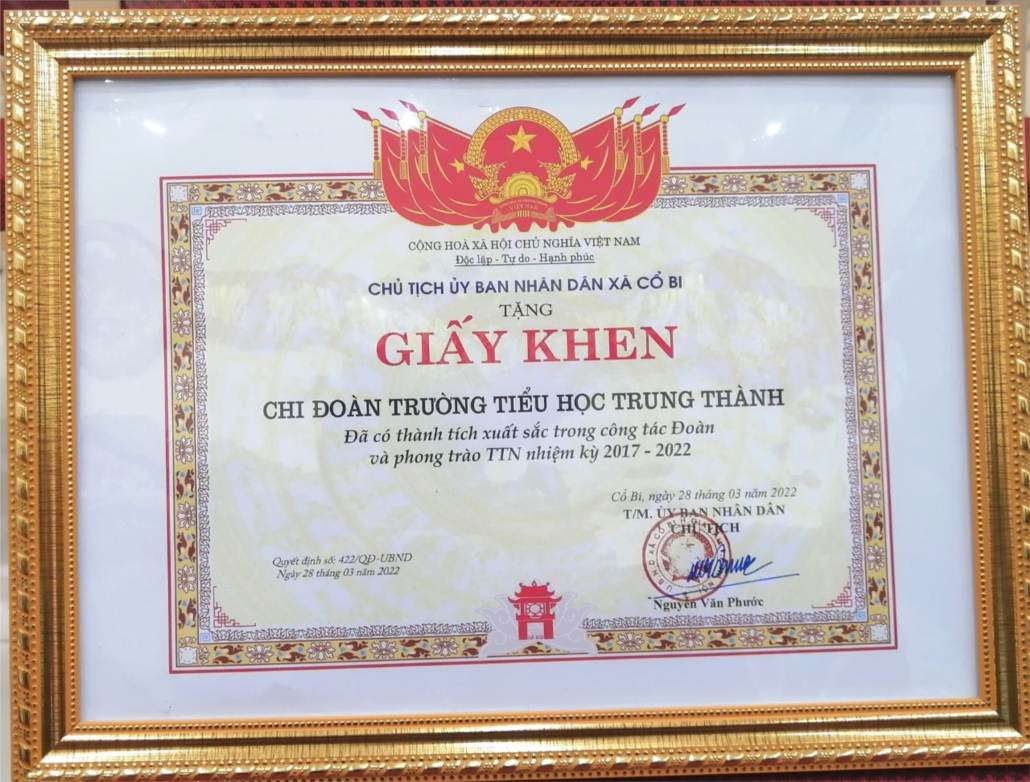 VIỆT NAM
CỘNG HOÀ XÃ HỘI CHỦ NGHĨA VIỆT NAM
Độc lập - Tự do - Hạnh phúc
CHỦ TỊCH ỦY BAN NHÂN DÂN XÃ CỔ BI
TẶNG
GIẤY KHEN
CHI ĐOÀN TRƯỜNG TIỂU HỌC TRUNG THÀNH
Đã có thành tích xuất sắc trong công tác Đoàn
và phong trào TTN nhiệm kỳ 2017 - 2022
Cổ Bi, ngày 28 tháng 03 năm 2022
T/M. ỦY BAN NHÂN DÂN
CHỦ TỊCH
Quyết định số: 422/QĐ-UBND
Ngày 28 tháng 03 năm 2022
Nguyễn Văn Phước
HÀ NỘI